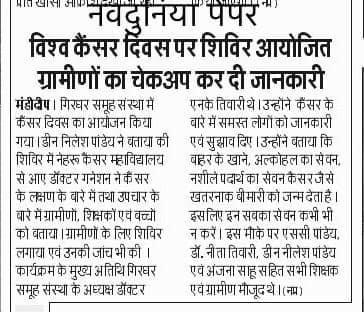 नवदुनिया पेपर
विश्व कैंसर दिवस पर शिविर आयोजित
ग्रामीणों का चेकअप कर दी जानकारी
मंडीदीप। गिरधर समूह संस्था में
कैंसर दिवस का आयोजन किया
गया। डीन निलेश पांडेय ने बताया की
शिविर में नेहरू कैंसर महाविद्यालय
से आए डॉक्टर गनेशन ने कैंसर
के लक्षण के बारे में तथा उपचार के
बारे में ग्रामीणों, शिक्षकों एवं बच्चों
को बताया। ग्रामीणों के लिए शिविर
लगाया एवं उनकी जांच भी की ।
कार्यक्रम के मुख्य अतिथि गिरधर
समूह संस्था के अध्यक्ष डॉक्टर
एनके तिवारी थे। उन्होंने कैंसर के
बारे में समस्त लोगों को जानकारी
एवं सुझाव दिए। उन्होंने बताया कि
बाहर के खाने, अल्कोहल का सेवन,
नशीले पदार्थ का सेवन कैंसर जैसे
खतरनाक बीमारी को जन्म देता है।
इसलिए इन सबका सेवन कभी भी
न करें। इस मौके पर एससी पांडेय,
डॉ. नीता तिवारी, डीन नीलेश पांडेय
एवं अंजना साहू सहित सभी शिक्षक
एवं ग्रामीण मौजूद थे। (नप्र)